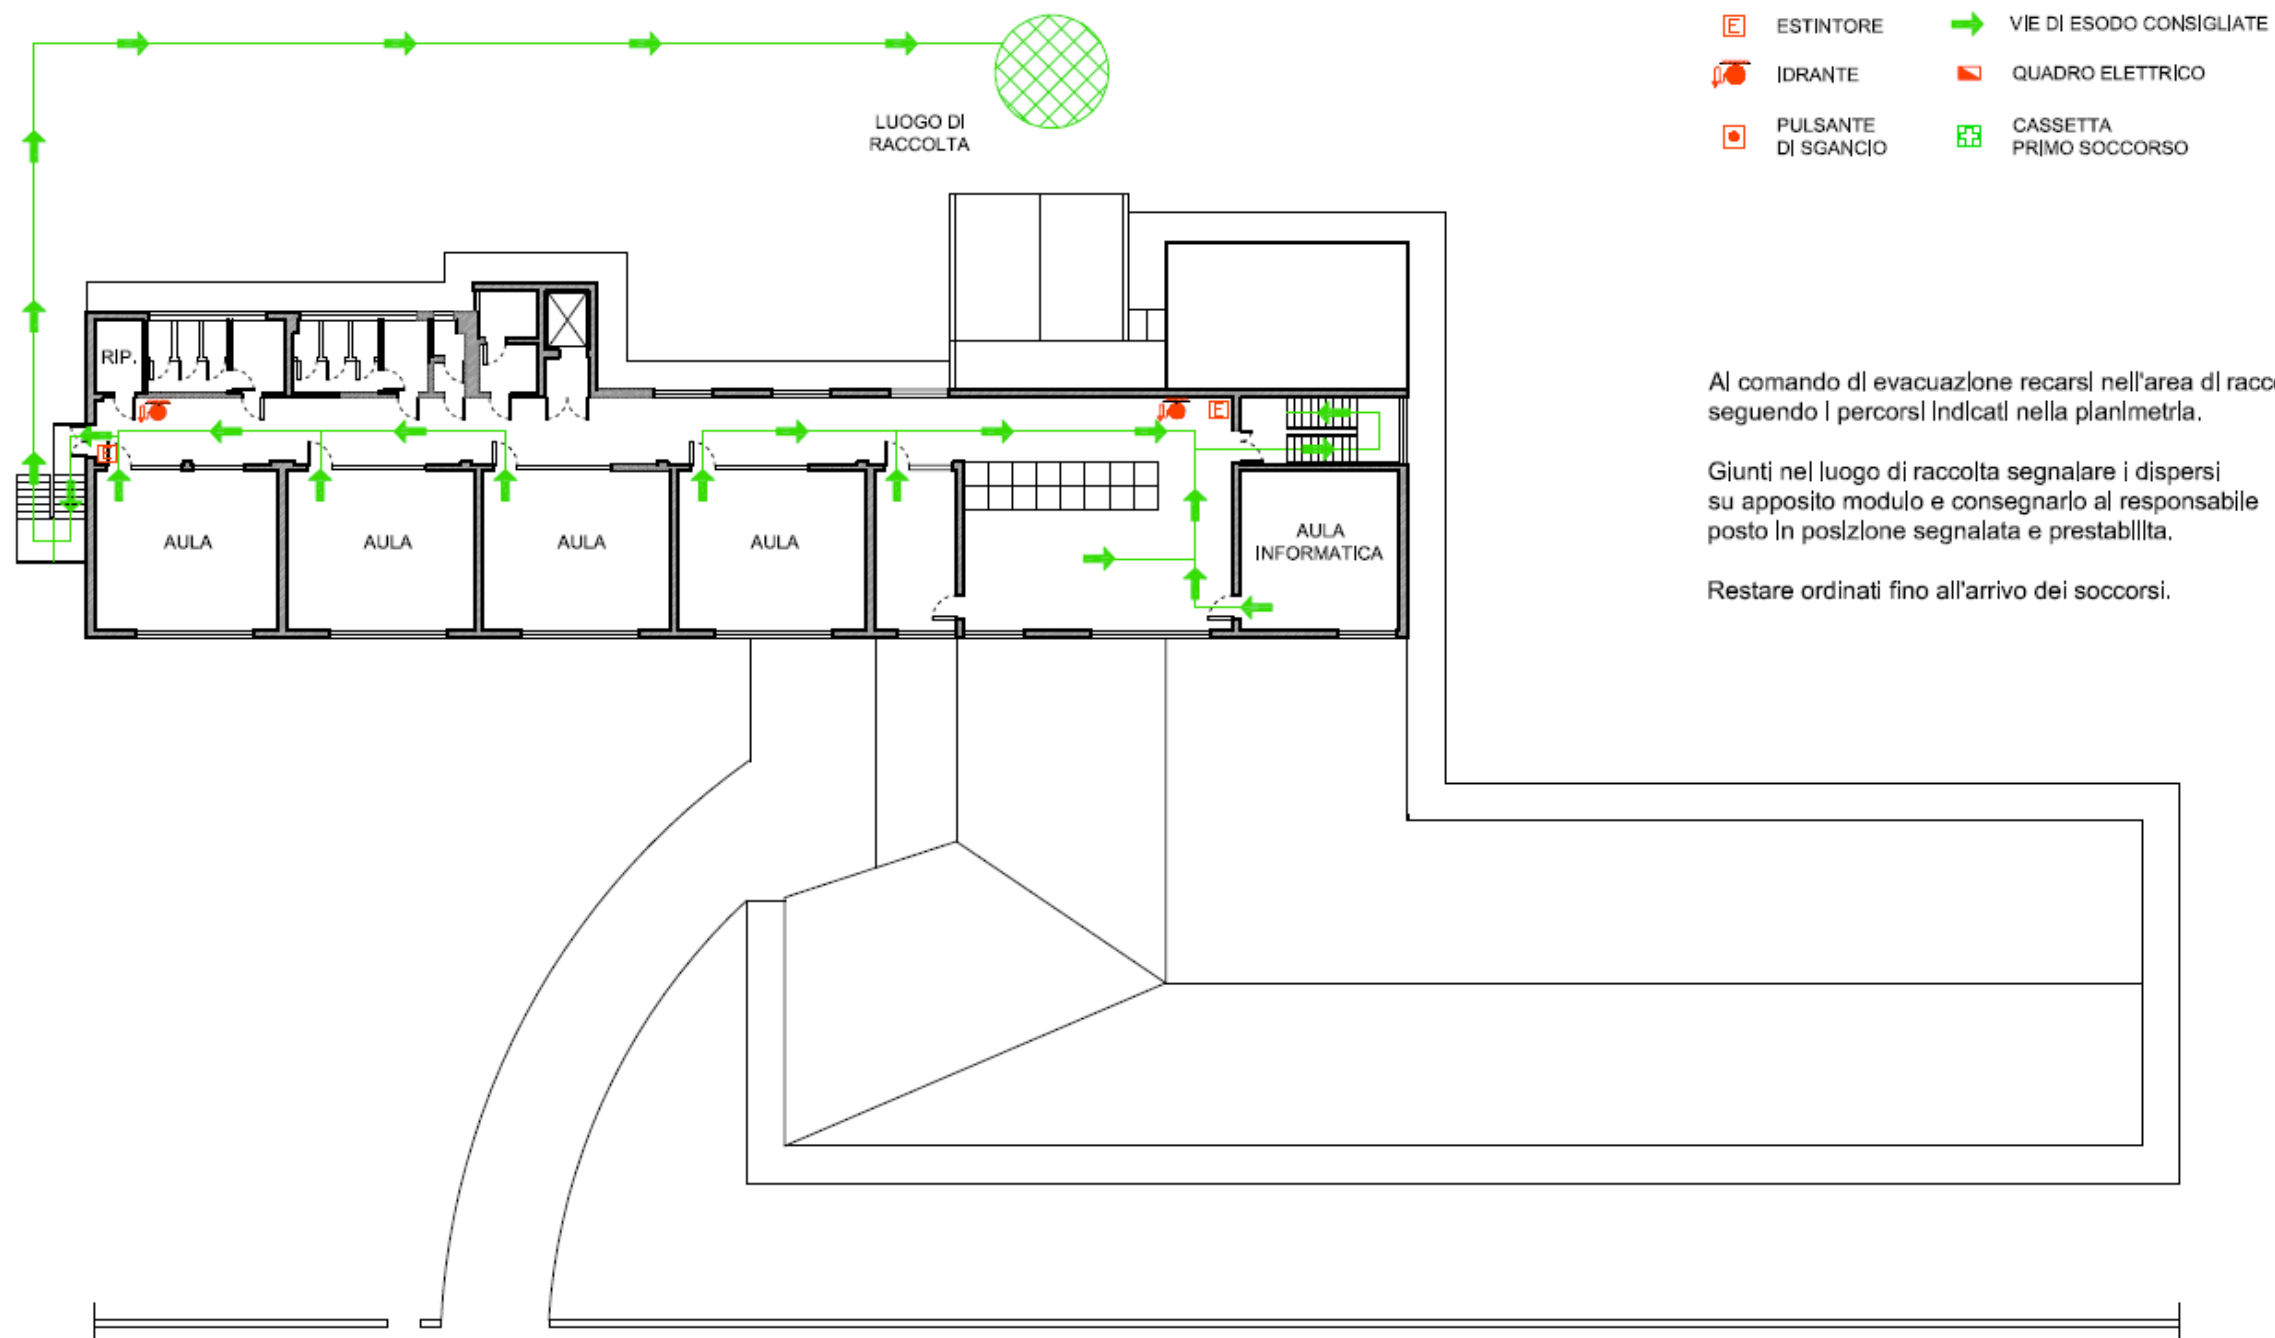 E ESTINTORE
VIE DI ESODO CONSIGLIATE
IDRANTE
QUADRO ELETTRICO
PULSANTE
DI SGANCIO
CASSETTA
PRIMO SOCCORSO
LUOGO DI
RACCOLTA
Al comando di evacuazione recarsi nell'area di racc
seguendo i percorsi indicati nella planimetria.
Giunti nel luogo di raccolta segnalare i dispersi
su apposito modulo e consegnarlo al responsabile
posto in posizione segnalata e prestabilita.
Restare ordinati fino all'arrivo dei soccorsi.
RIP.
E
E
AULA
AULA
AULA
AULA
AULA
INFORMATICA